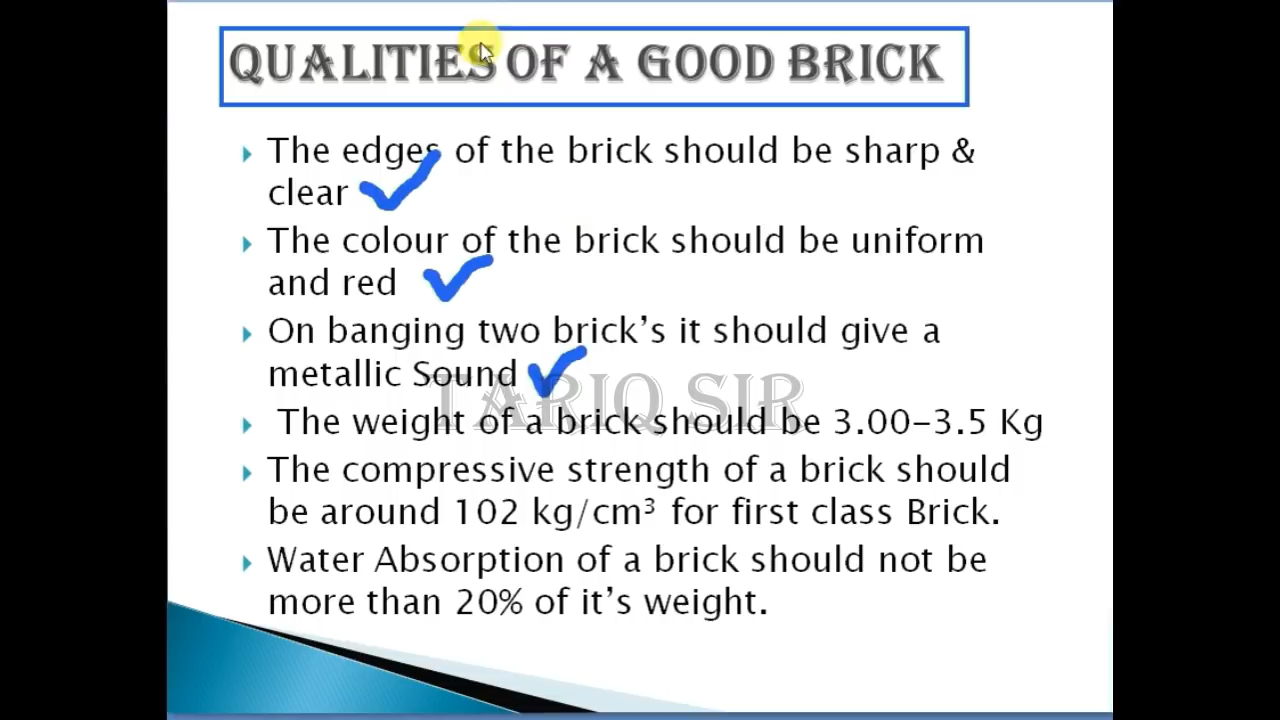 QUALITIES OF A GOOD BRICK
The edges of the brick should be sharp &
clear
The colour of the brick should be uniform
and red
On banging two brick’s it should give a
metallic Sound
TARIQ SIR
The weight of a brick should be 3.00-3.5 Kg
The compressive strength of a brick should
be around 102 kg/cm³ for first class Brick.
Water Absorption of a brick should not be
more than 20% of it’s weight.